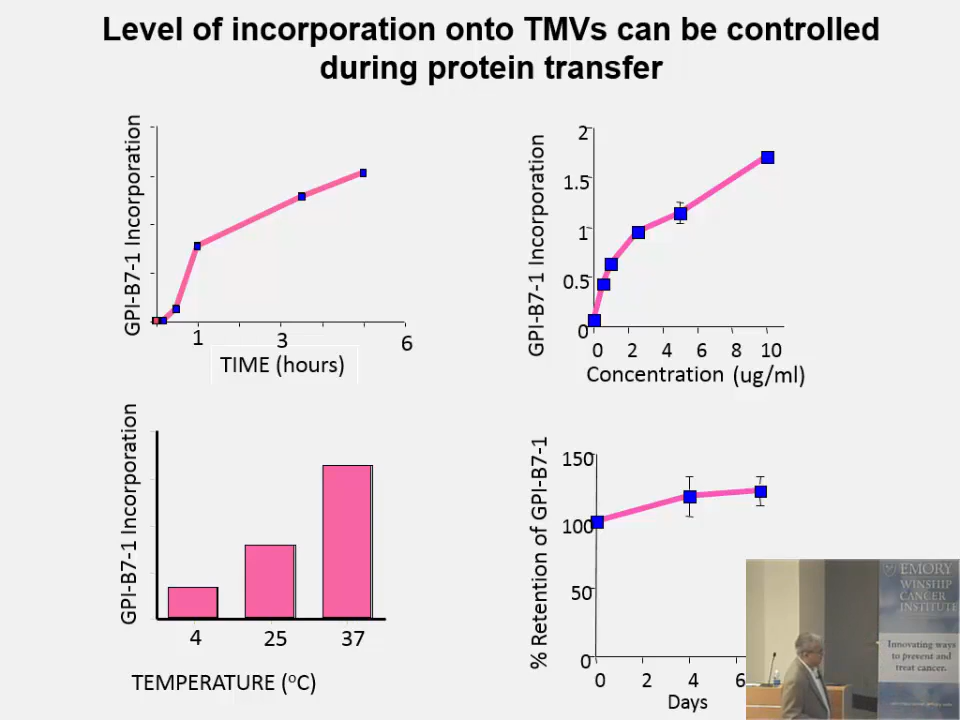 Level of incorporation onto TMVs can be controlled
during protein transfer
GPI-B7-1 Incorporation
1
3
6
TIME (hours)
GPI-B7-1 Incorporation
2
1.5
1
0.5
0
0 2 4 6 8 10
Concentration (ug/ml)
GPI-B7-1 Incorporation
4 25 37
TEMPERATURE (°C)
% Retention of GPI-B7-1
150
100
50
0
0 2 4 6
Days
EMORY
WINSHIP
CANCER
INSTITUTE
Innovating ways
to prevent and
treat cancer.